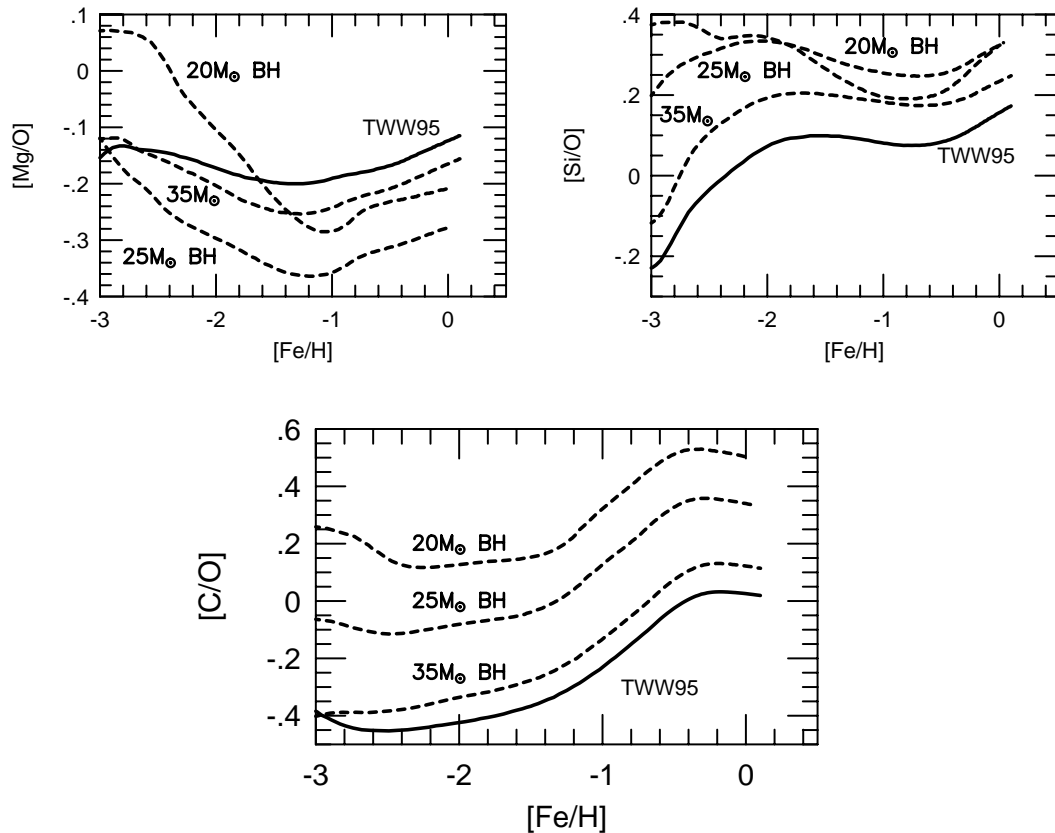 .1
0
-.1
-.2
-.3
-.4
[Mg/O]
20M☉ BH
TWW95
35M☉
25M☉ BH
-3
-2
-1
0
[Fe/H]
.4
.2
0
-.2
[Si/O]
20M☉ BH
25M☉ BH
35M☉
TWW95
-3
-2
-1
0
[Fe/H]
.6
.4
.2
0
-.2
-.4
[C/O]
20M☉ BH
25M☉ BH
35M☉ BH
TWW95
-3
-2
-1
0
[Fe/H]